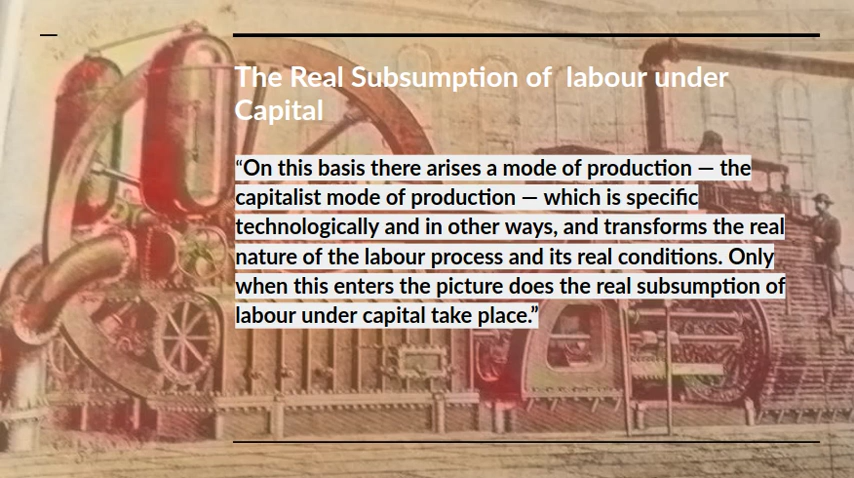 The Real Subsumption of  labour under
Capital
“On this basis there arises a mode of production — the
capitalist mode of production — which is specific
technologically and in other ways, and transforms the real
nature of the labour process and its real conditions. Only
when this enters the picture does the real subsumption of
labour under capital take place.”